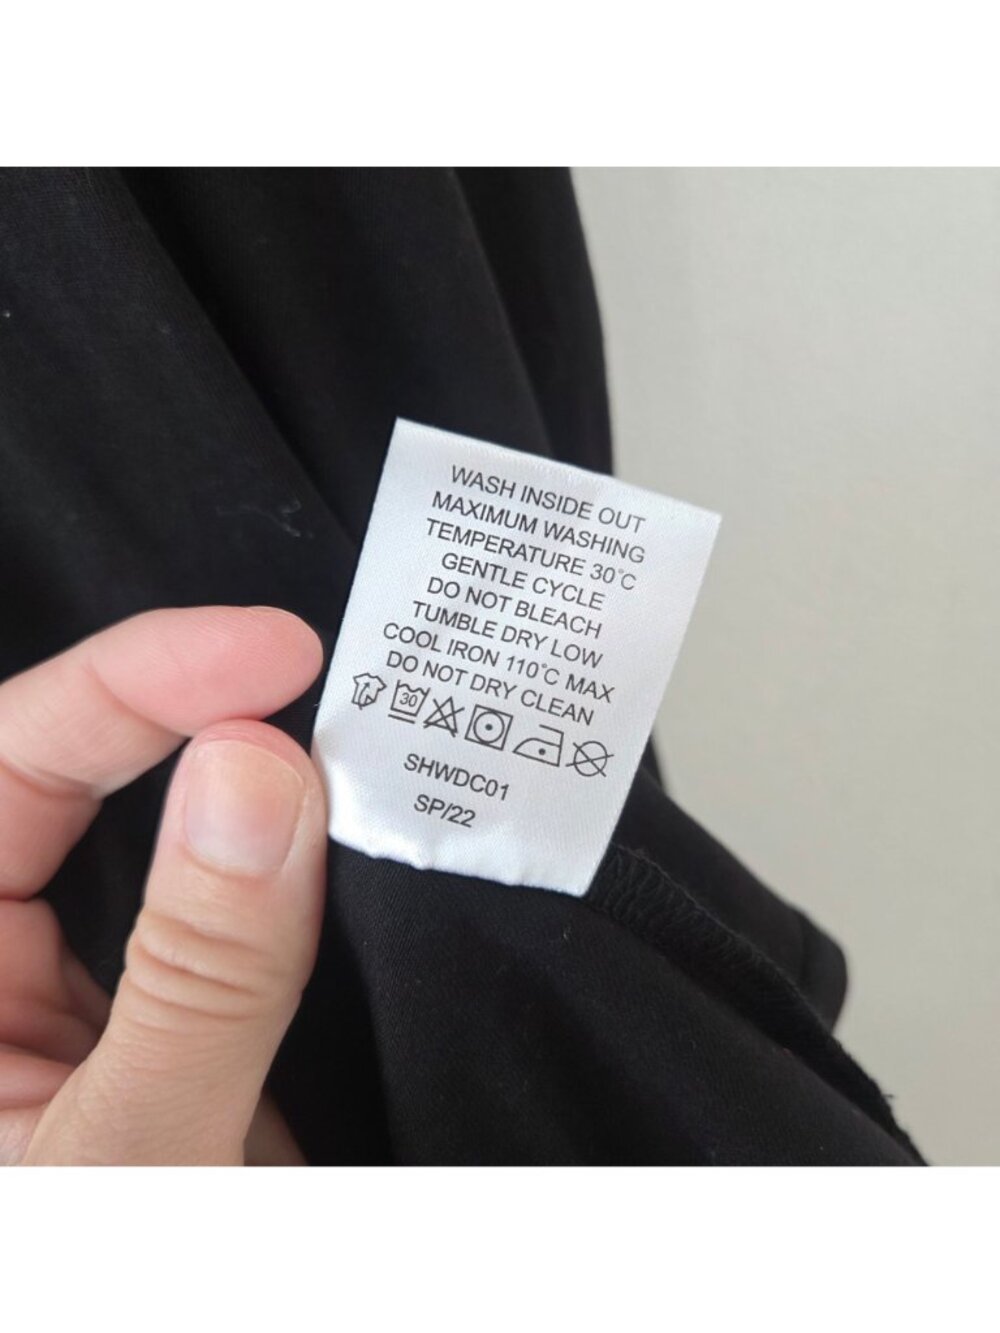 WASH INSIDE OUT
MAXIMUM WASHING
TEMPERATURE 30°C
GENTLE CYCLE
DO NOT BLEACH
TUMBLE DRY LOW
COOL IRON 110°C MAX
DO NOT DRY CLEAN
30
SHWDC01
SP/22